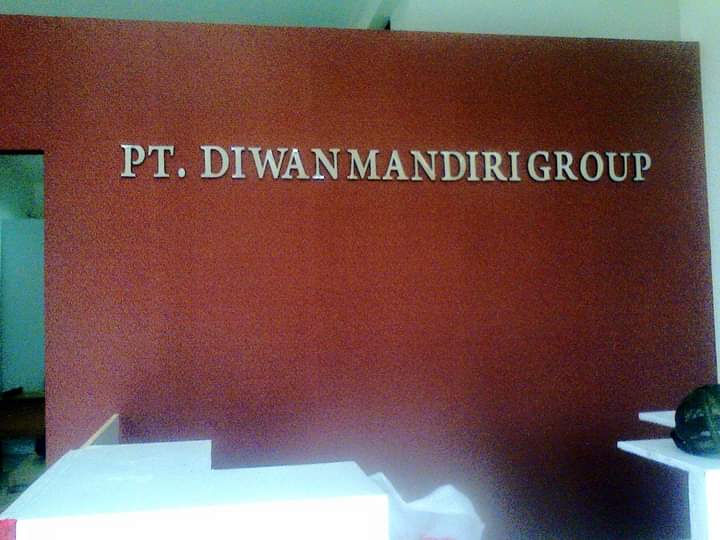 PT. DIWAN MANDIRI GROUP